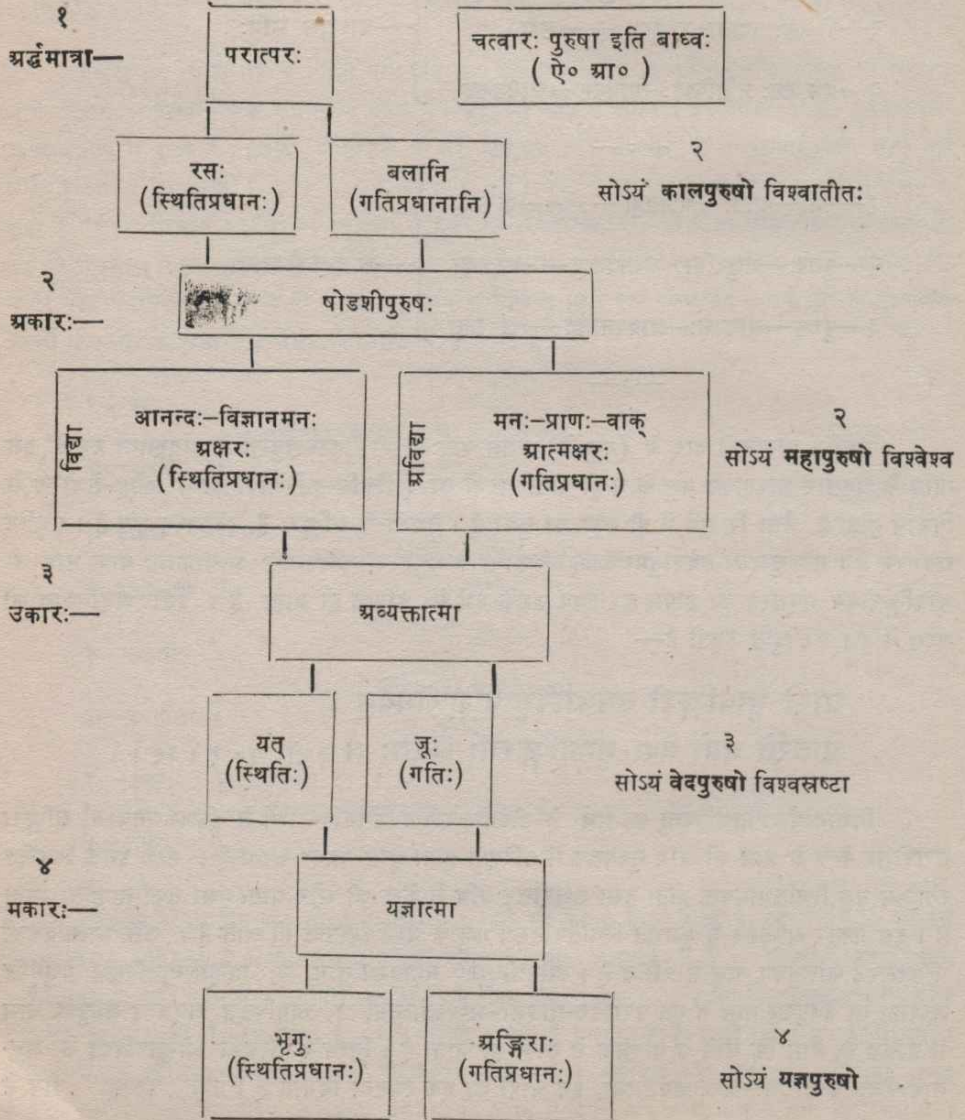 १
अर्द्धमात्रा—
परात्परः
चत्वारः पुरुषा इति बाध्वः
( ऐ० आ० )
रसः
(स्थितिप्रधानः)
बलानि
(गतिप्रधानानि)
२
सोऽयं कालपुरुषो विश्वातीतः
२
अकारः—
षोडशीपुरुषः
विद्या
आनन्दः—विज्ञानमनः
अक्षरः
(स्थितिप्रधानः)
अविद्या
मनः—प्राणः—वाक्
आत्मक्षरः
(गतिप्रधानः)
२
सोऽयं महापुरुषो विश्वेश्व
३
उकारः—
अव्यक्तात्मा
यत्
(स्थितिः)
जूः
(गतिः)
३
सोऽयं वेदपुरुषो विश्वस्रष्टा
४
मकारः—
यज्ञात्मा
भृगुः
(स्थितिप्रधानः)
अङ्गिराः
(गतिप्रधानः)
४
सोऽयं यज्ञपुरुषो